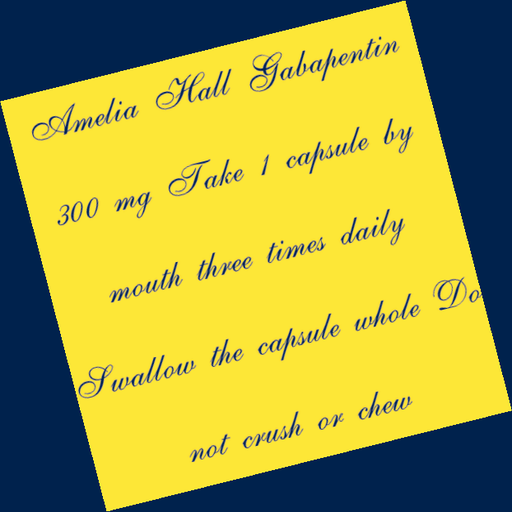 Amelia Hall Gabapentin
300 mg Take 1 capsule by
mouth three times daily
Swallow the capsule whole Do
not crush or chew